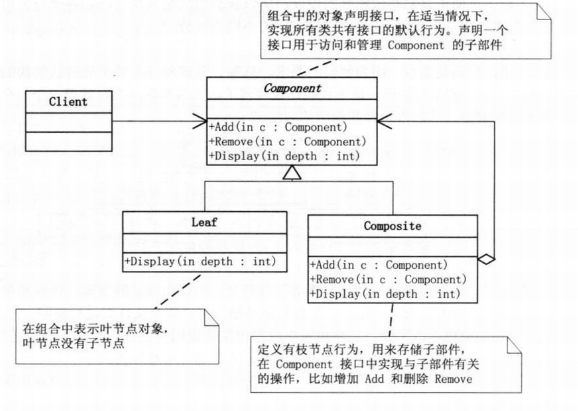 组合中的对象声明接口，在适当情况下，
实现所有类共有接口的默认行为。声明一个
接口用于访问和管理 Component 的子部件
Client
Component
+Add(in c : Component)
+Remove(in c : Component)
+Display(in depth : int)
Leaf
+Display(in depth : int)
Composite
+Add(in c : Component)
+Remove(in c : Component)
+Display(in depth : int)
在组合中表示叶节点对象，
叶节点没有子节点
定义有枝节点行为，用来存储子部件，
在 Component 接口中实现与子部件有关
的操作，比如增加 Add 和删除 Remove